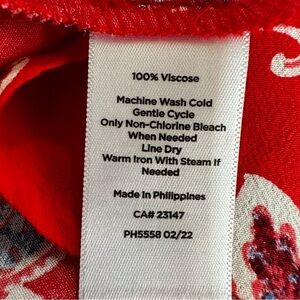 100% Viscose
Machine Wash Cold
Gentle Cycle
Only Non-Chlorine Bleach
When Needed
Line Dry
Warm Iron With Steam If
Needed
Made in Philippines
CA# 23147
PH5558 02/22